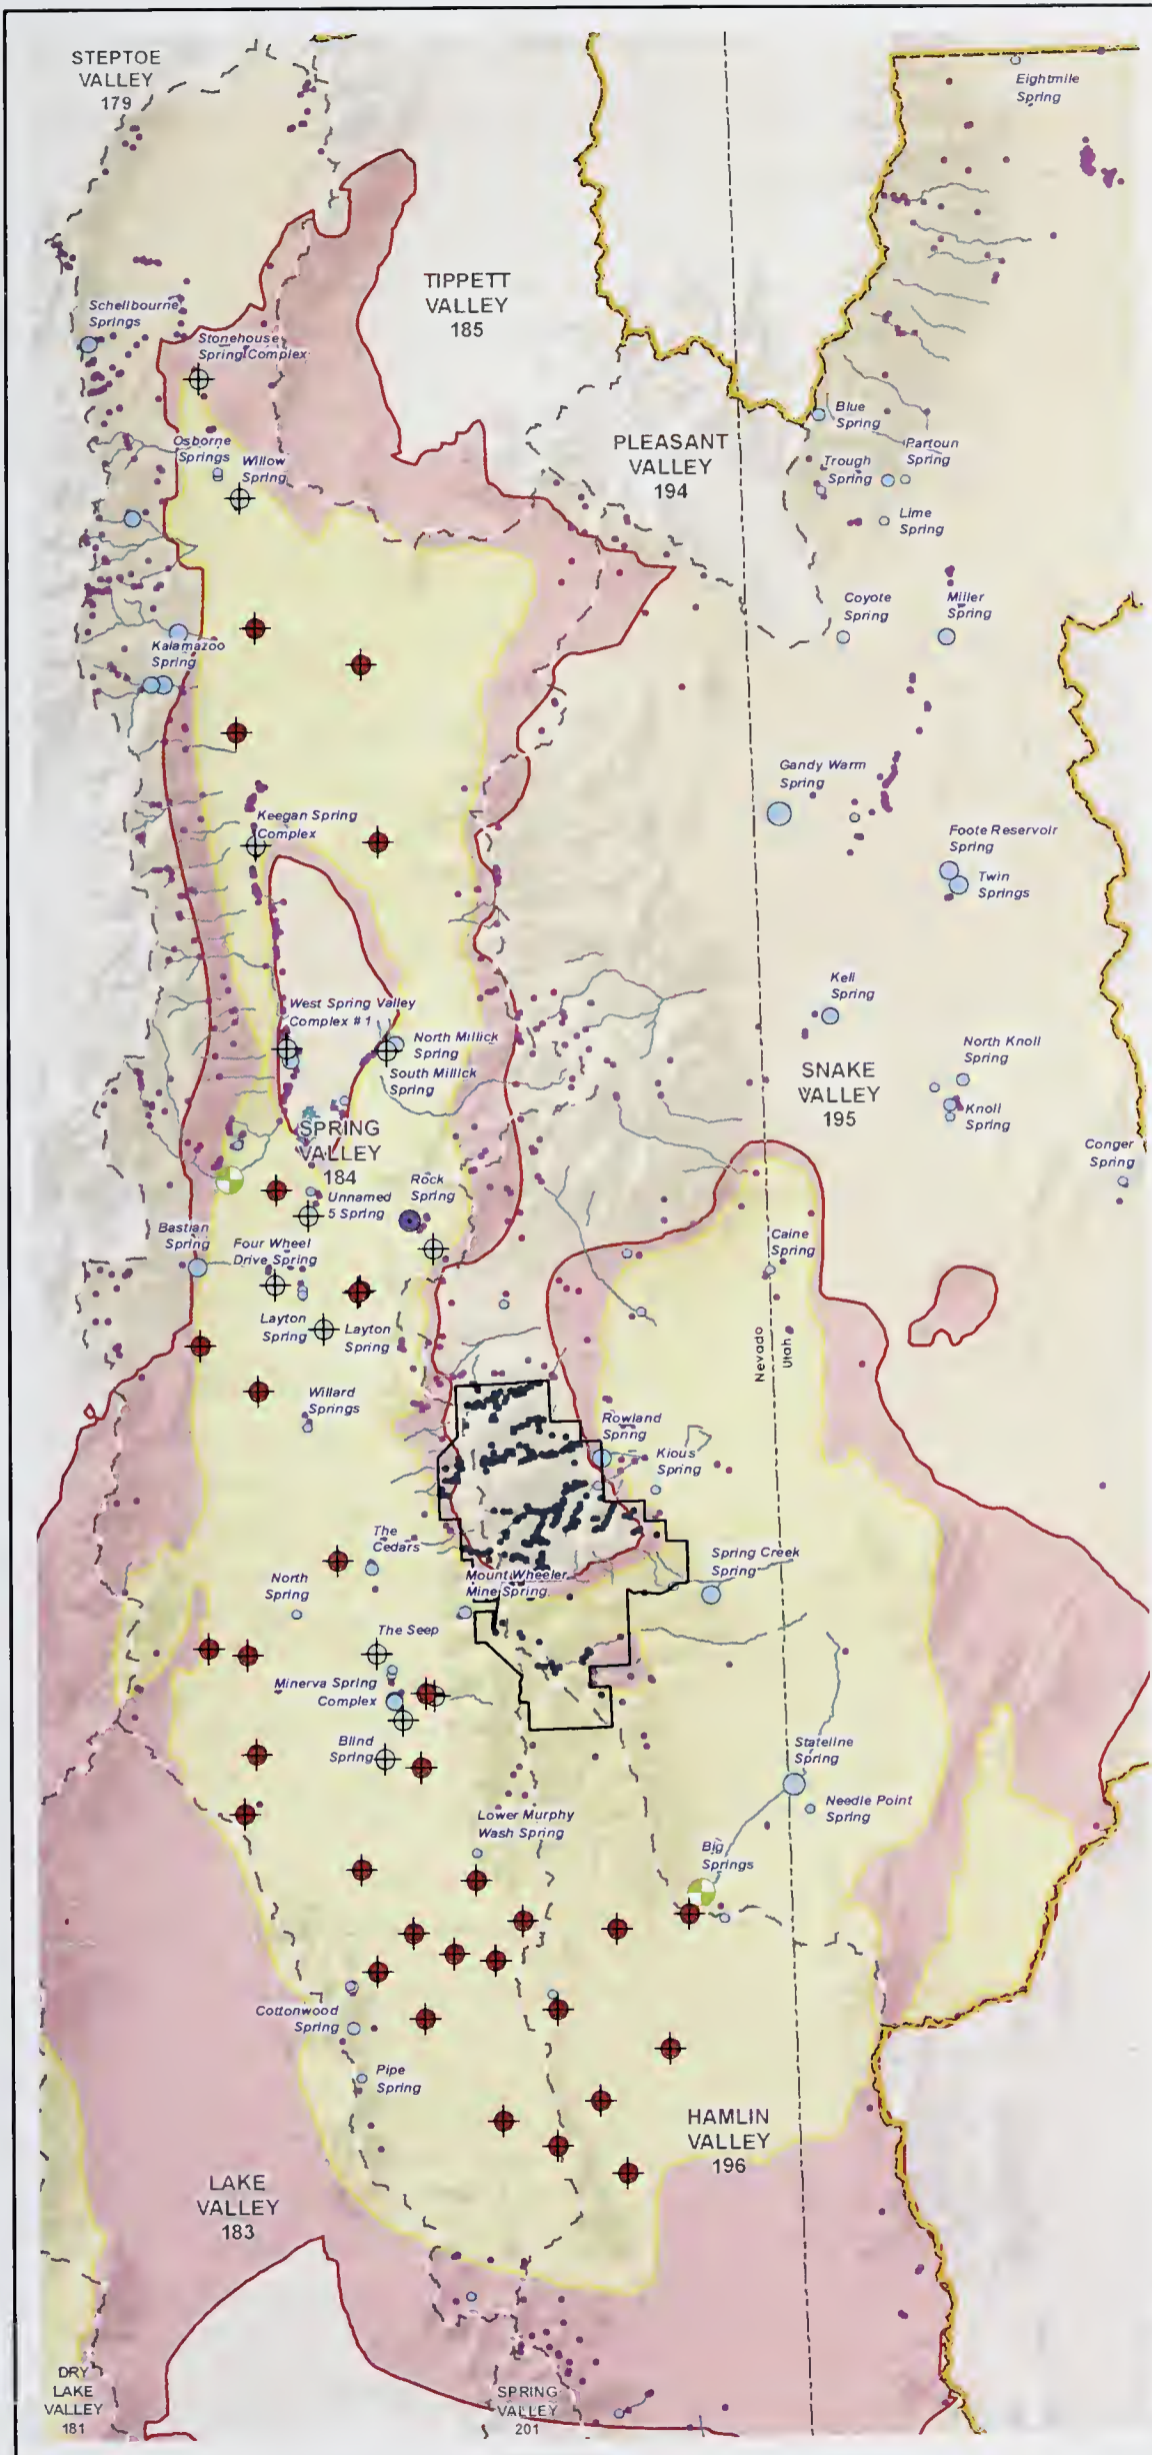 STEPTOE
VALLEY
179
Eightmile
Spring
TIPPETT
VALLEY
185
Schellbourne
Springs
Stonehouse
Spring Complex
Osborne
Springs
Willow
Spring
PLEASANT
VALLEY
194
Blue
Spring
Partoun
Spring
Trough
Spring
Lime
Spring
Coyote
Spring
Miller
Spring
Kalamazoo
Spring
Gandy Warm
Spring
Keegan Spring
Complex
Foote Reservoir
Spring
Twin
Springs
Kell
Spring
West Spring Valley
Complex # 1
North Millick
Spring
South Millick
Spring
North Knoll
Spring
SNAKE
VALLEY
195
Knoll
Spring
SPRING
VALLEY
184
Conger
Spring
Rock
Spring
Unnamed
5 Spring
Bastian
Spring
Four Wheel
Drive Spring
Caine
Spring
Layton
Spring
Layton
Spring
Nevada
Utah
Willard
Springs
Rowland
Spring
Kious
Spring
The
Cedars
Spring Creek
Spring
North
Spring
Mount Wheeler
Mine Spring
The Seep
Minerva Spring
Complex
Blind
Spring
Stateline
Spring
Needle Point
Spring
Lower Murphy
Wash Spring
Big
Springs
Cottonwood
Spring
Pipe
Spring
HAMLIN
VALLEY
196
LAKE
VALLEY
183
DRY
LAKE
VALLEY
181
SPRING
VALLEY
201